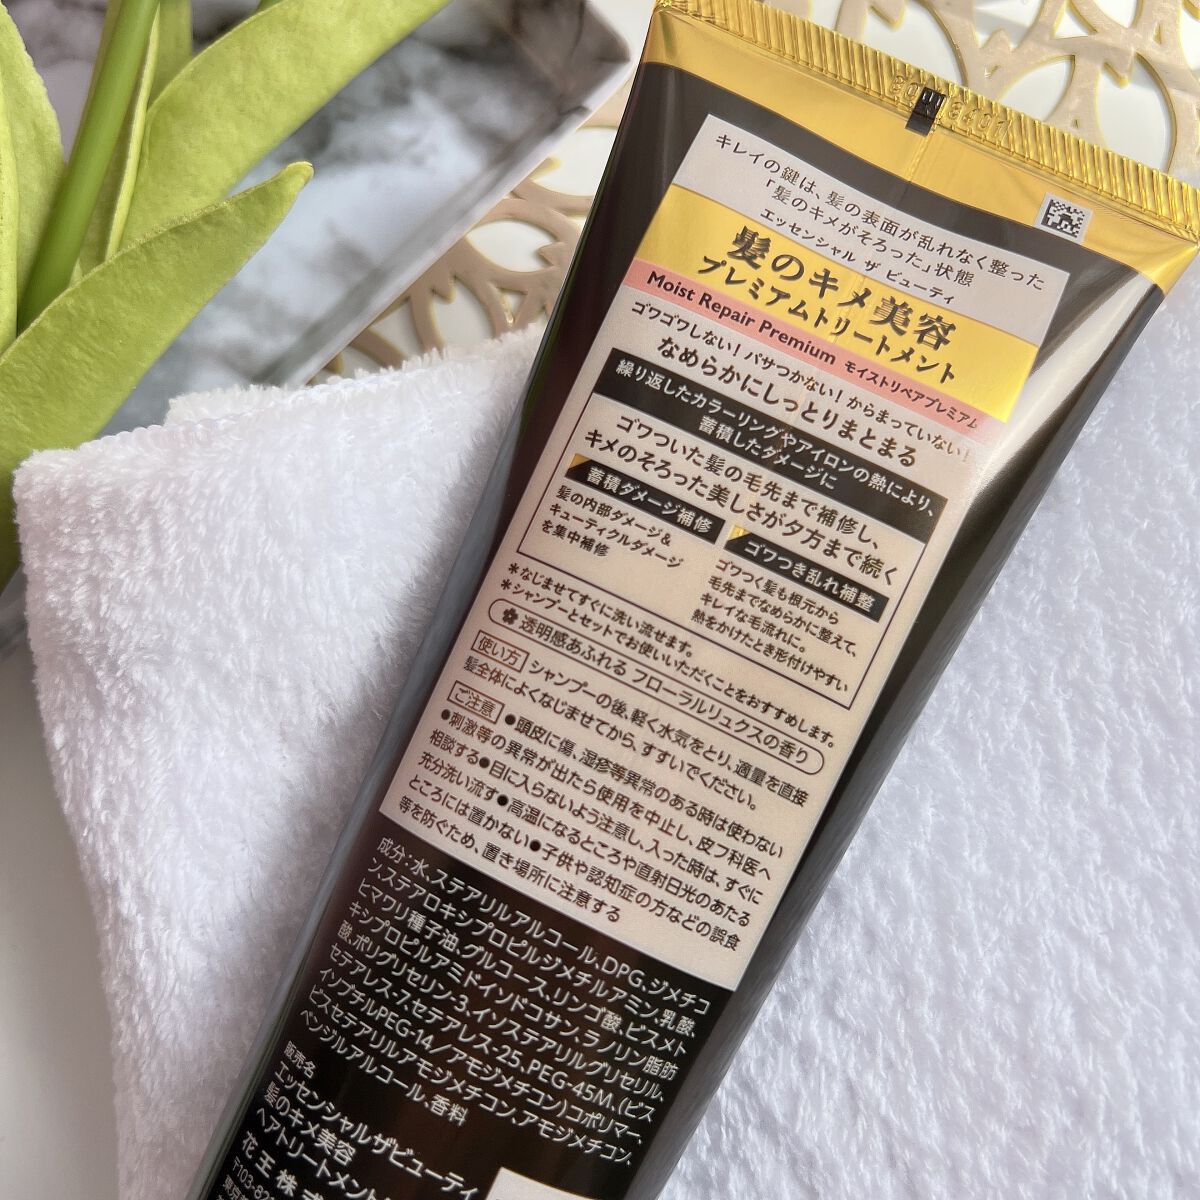 キレイの鍵は、髪の表面が乱れなく整った
「髪のキメがそろった」状態
エッセンシャル ザ ビューティ
髪のキメ美容
プレミアムトリートメント
Moist Repair Premium モイストリペアプレミアム
ゴワゴワしない!パサつかない!からまっていない!
なめらかにしっとりまとまる
繰り返したカラーリングやアイロンの熱により、
蓄積したダメージに
ゴワついた髪の毛先まで補修し、
キメのそろった美しさが夕方まで続く
蓄積ダメージ補修
髪の内部ダメージ&
キューティクルダメージ
を集中補修
ゴワつき乱れ補整
ゴワつく髪も根元から
毛先までなめらかに整えて、
キレイな毛流れに。
熱をかけたとき形付けやすい
*なじませてすぐに洗い流せます。
*シャンプーとセットでお使いいただくことをおすすめします。
透明感あふれる フローラルリュクスの香り
使い方 シャンプーの後、軽く水気をとり、適量を直接
髪全体によくなじませてから、すすいでください。
ご注意 ●頭皮に傷、湿疹等異常のある時は使わない
●刺激等の異常が出たら使用を中止し、皮フ科医へ
相談する●目に入らないよう注意し、入った時は、すぐに
充分洗い流す●高温になるところや直射日光のあたる
ところには置かない●子供や認知症の方などの誤食
等を防ぐため、置き場所に注意する
成分:水、ステアリルアルコール、DPG、ジメチコ
ン、ステアロキシプロピルジメチルアミン、乳酸、
ヒマワリ種子油、グルコース、リンゴ酸、ビスメト
キシプロピルアミドイソドコサン、ラノリン脂肪
酸、ポリグリセリン-3、イソステアリルグリセリル、
セテアレス-7、セテアレス-25、PEG-45M、(ビス
イソブチルPEG-14/アモジメチコン)コポリマー、
ビスセテアリルアモジメチコン、アモジメチコン、
ベンジルアルコール、香料
販売名
エッセンシャルザビューティ
髪のキメ美容
ヘアトリートメント
花王株